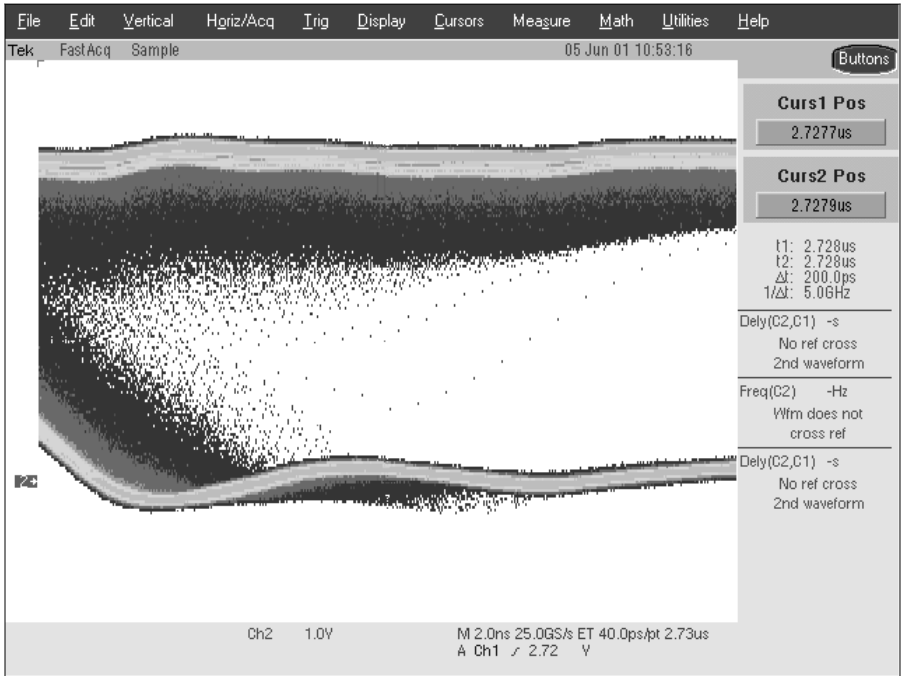 File Edit Vertical Horiz/Acq Trig Display Cursors Measure Math Utilities Help
Tek FastAcq Sample 05 Jun 01 10:53:16
Buttons
Curs1 Pos
2.7277us
Curs2 Pos
2.7279us
t1: 2.728us
t2: 2.728us
Δt: 200.0ps
1/Δt: 5.0GHz
Dely(C2,C1) -s
No ref cross
2nd waveform
Freq(C2) -Hz
Wfm does not
cross ref
Dely(C2,C1) -s
No ref cross
2nd waveform
2
Ch2 1.0V M 2.0ns 25.0GS/s ET 40.0ps/pt 2.73us
A Ch1 ∫ 2.72 V